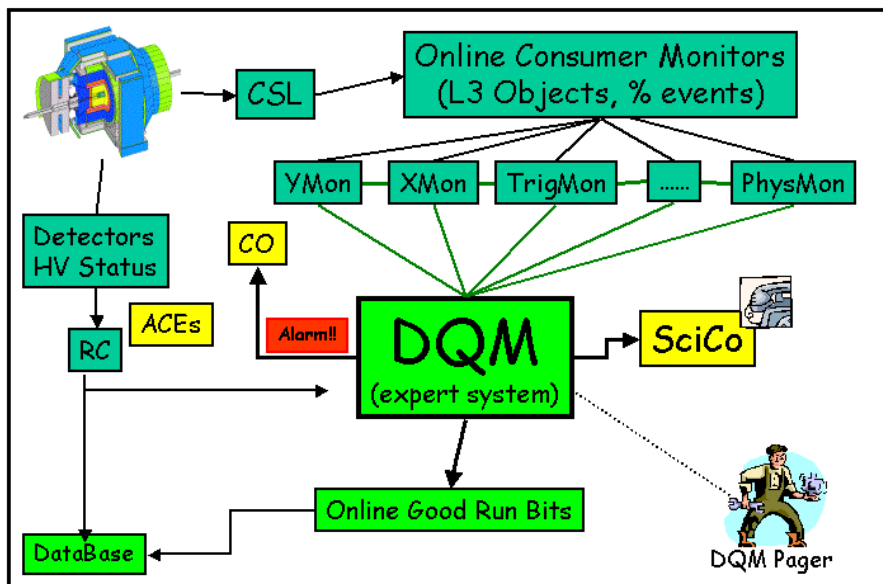 Online Consumer Monitors
(L3 Objects, % events)
CSL
YMon
XMon
TrigMon
......
PhysMon
Detectors
HV Status
CO
ACEs
Alarm!!
RC
DQM
(expert system)
SciCo
Online Good Run Bits
DataBase
DQM Pager